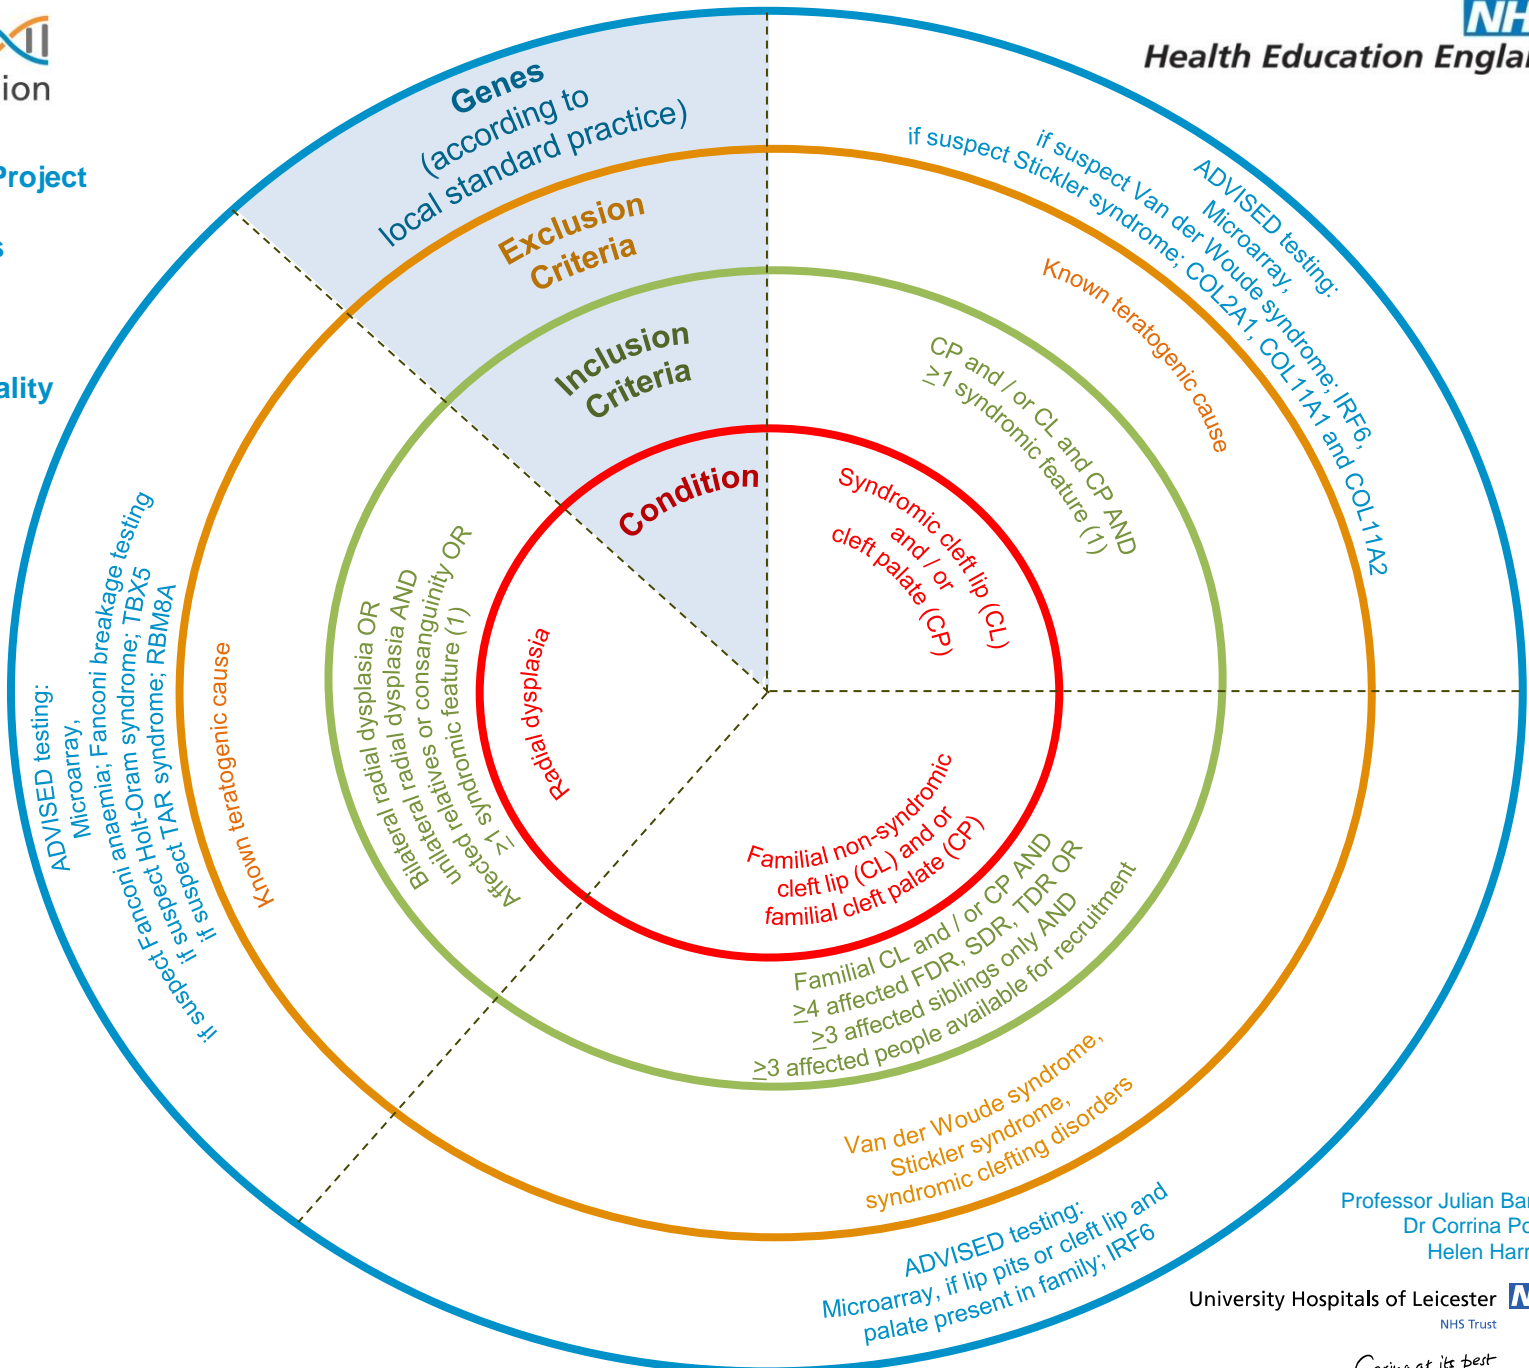 ion
Project
s
ality
NH
Health Education Englan
Genes
(according to
local standard practice)
Exclusion
Criteria
Inclusion
Criteria
Condition
ADVISED testing:
Microarray,
if suspect Van der Woude syndrome; IRF6,
if suspect Stickler syndrome; COL2A1, COL11A1 and COL11A2
Known teratogenic cause
CP and / or CL and CP AND
≥1 syndromic feature (1)
Syndromic cleft lip (CL)
and / or
cleft palate (CP)
Familial non-syndromic
cleft lip (CL) and or
familial cleft palate (CP)
Familial CL and / or CP AND
≥4 affected FDR, SDR, TDR OR
≥3 affected siblings only AND
≥3 affected people available for recruitment
Van der Woude syndrome,
Stickler syndrome,
syndromic clefting disorders
ADVISED testing:
Microarray, if lip pits or cleft lip and
palate present in family; IRF6
Radial dysplasia
Bilateral radial dysplasia OR
unilateral radial dysplasia AND
Affected relatives or consanguinity OR
≥1 syndromic feature (1)
Known teratogenic cause
ADVISED testing:
Microarray,
if suspect Fanconi anaemia; Fanconi breakage testing
if suspect Holt-Oram syndrome; TBX5
if suspect TAR syndrome; RBM8A
Professor Julian Bar
Dr Corrina Po
Helen Harr
University Hospitals of Leicester N
NHS Trust
Caring at its best